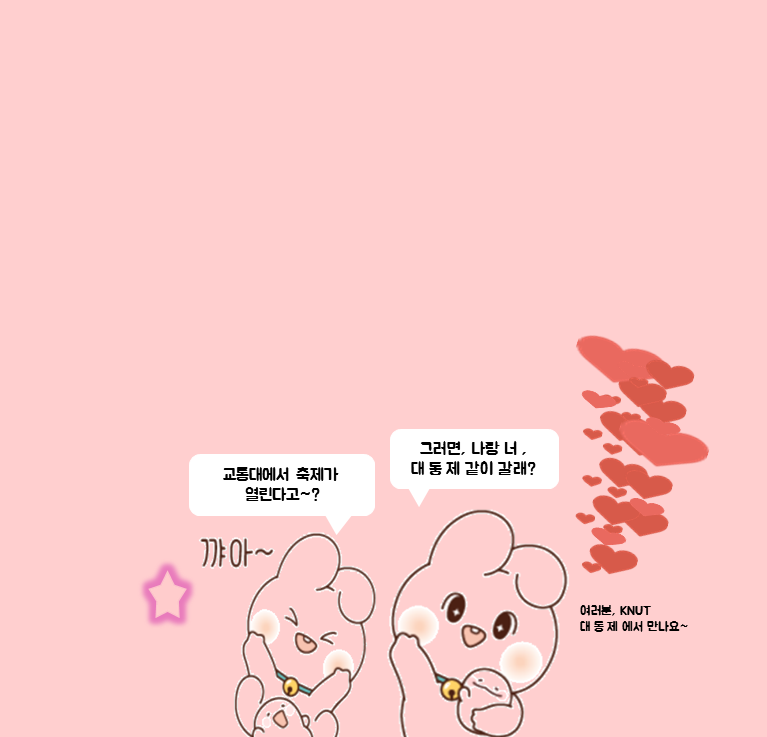 교통대에서 축제가
열린다고~?
그러면, 나랑 너 ,
대 동 제 같이 갈래?
꺄아~
여러분, KNUT
대 동 제 에서 만나요~